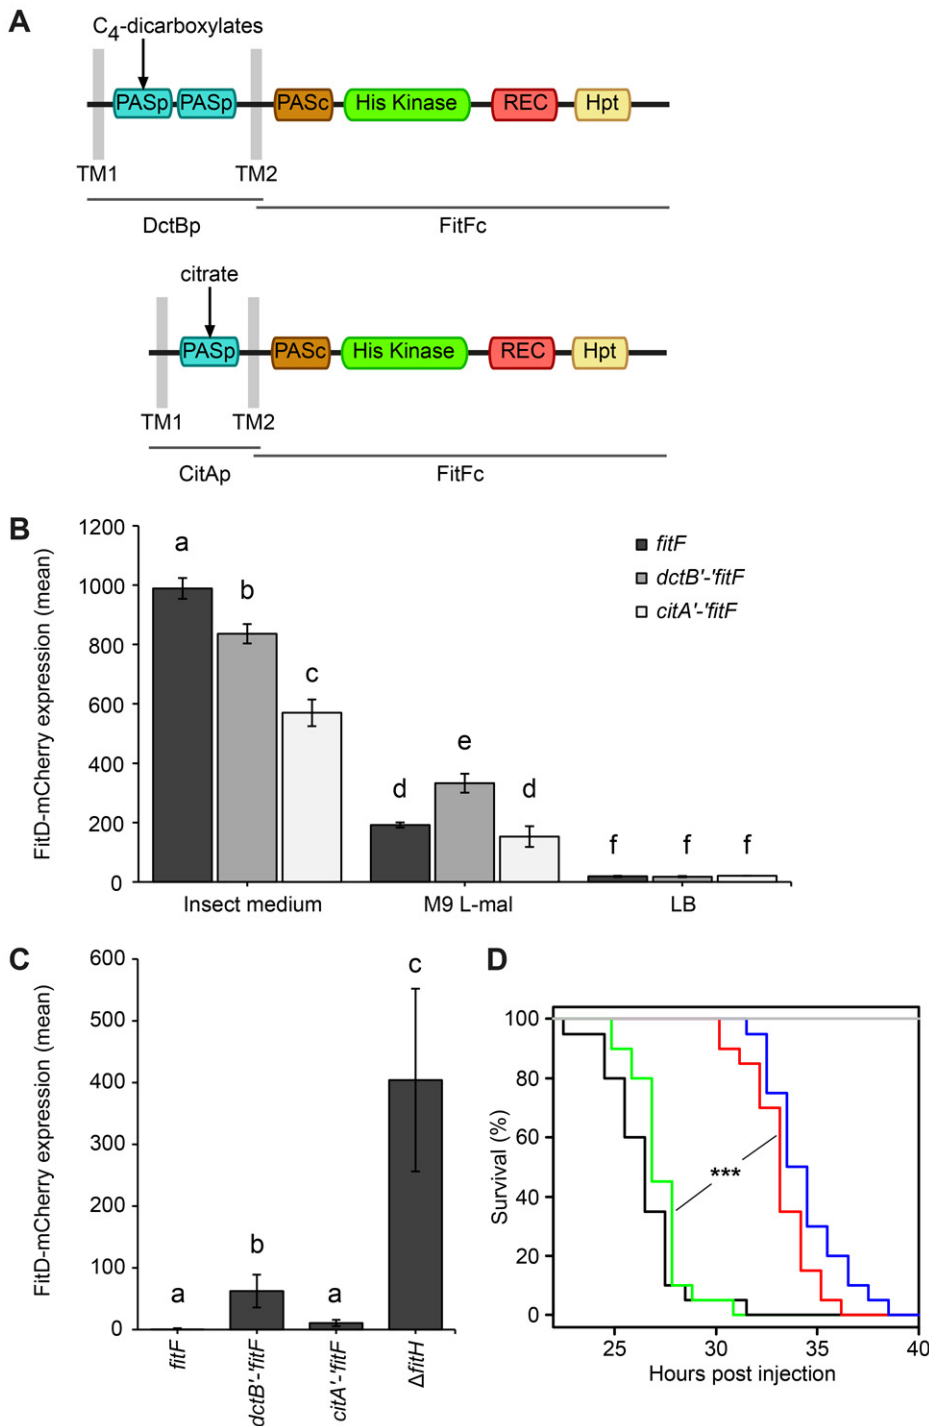 A
C4-dicarboxylates
PASp PASp PASc His Kinase REC Hpt
TM1 TM2
DctBp FitFc
citrate
PASp PASc His Kinase REC Hpt
TM1 TM2
CitAp FitFc
B
FitD-mCherry expression (mean)
1200
1000
800
600
400
200
0
a b c d e d f f f
fitF
dctB'-'fitF
citA'-'fitF
Insect medium M9 L-mal LB
C
FitD-mCherry expression (mean)
600
500
400
300
200
100
0
a b a c
fitF
dctB'-'fitF
citA'-'fitF
ΔfitH
D
Survival (%)
100
80
60
40
20
0
***
25 30 35 40
Hours post injection